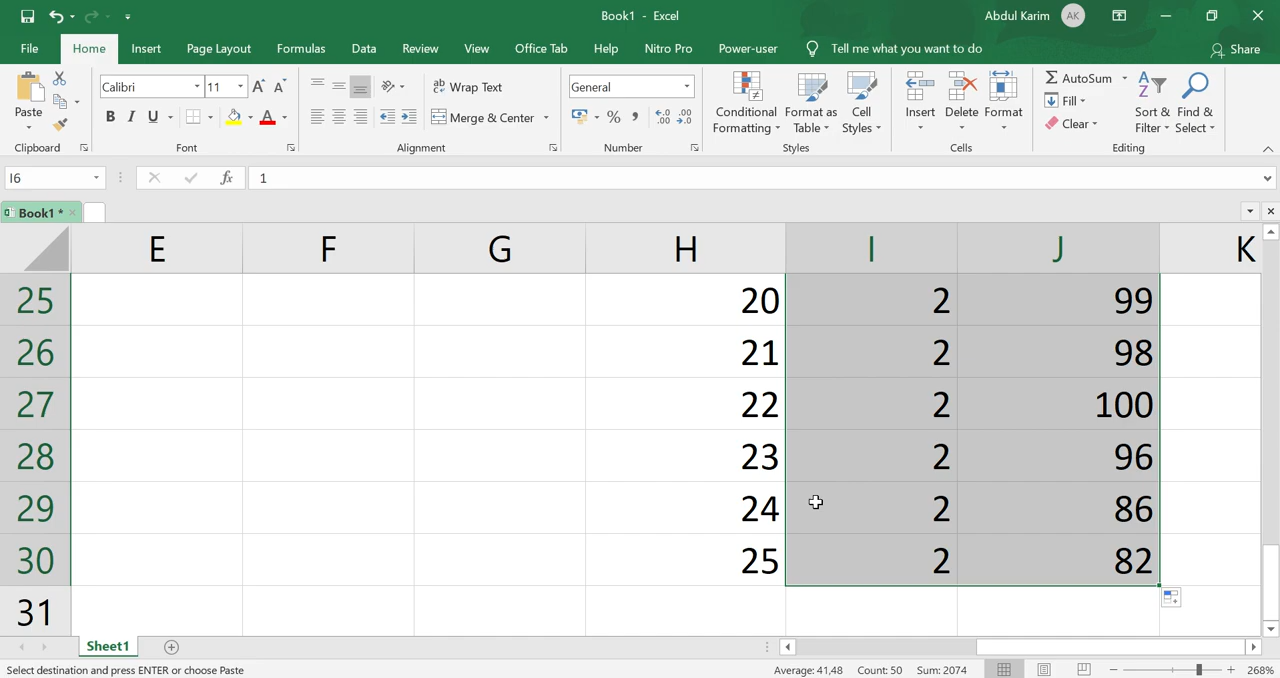 Book1 - Excel
Abdul Karim
AK
File Home Insert Page Layout Formulas Data Review View Office Tab Help Nitro Pro Power-user Tell me what you want to do Share
Paste
Clipboard
Calibri 11
B I U
Font
Wrap Text
Merge & Center
Alignment
General
% ,
Number
Conditional Formatting
Format as Table
Cell Styles
Styles
Insert Delete Format
Cells
AutoSum
Fill
Clear
Sort & Filter
Find & Select
Editing
I6 fx 1
Book1 *
E F G H I J K
25 20 2 99
26 21 2 98
27 22 2 100
28 23 2 96
29 24 2 86
30 25 2 82
31
Sheet1
Select destination and press ENTER or choose Paste Average: 41,48 Count: 50 Sum: 2074 268%